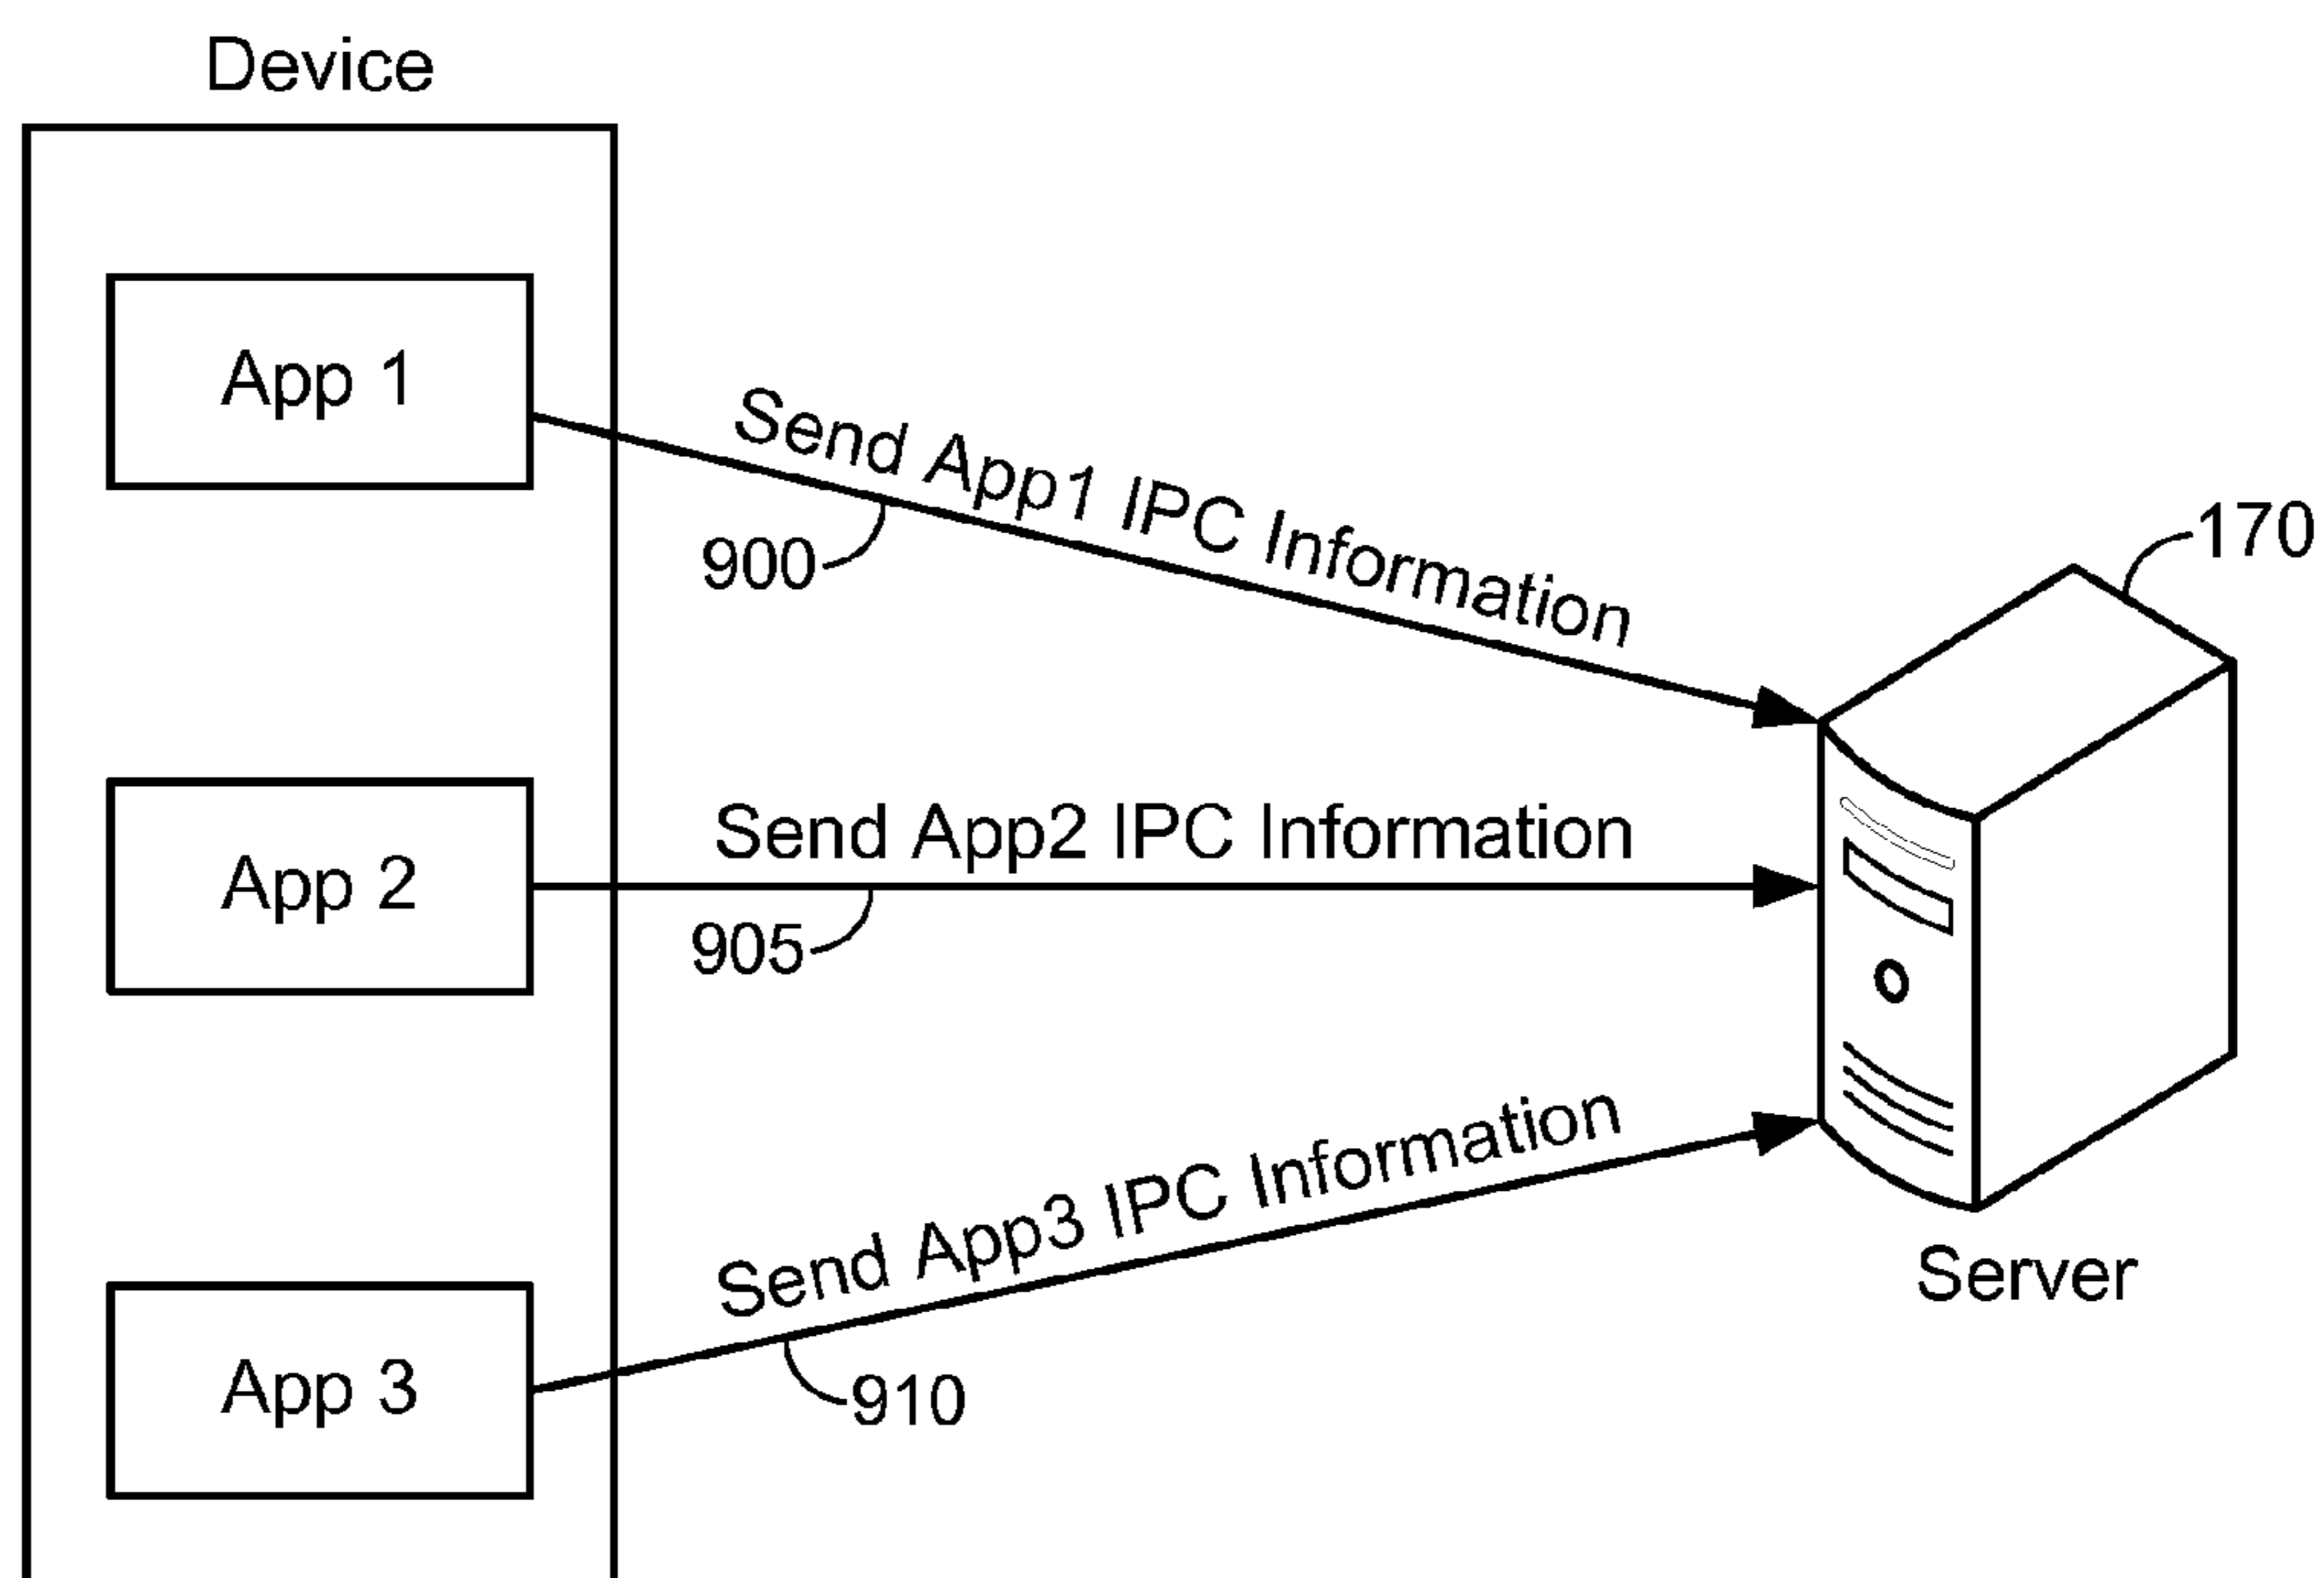 Device
App 1
Send App1 IPC Information
900
170
App 2
Send App2 IPC Information
905
Send App3 IPC Information
Server
App 3
910